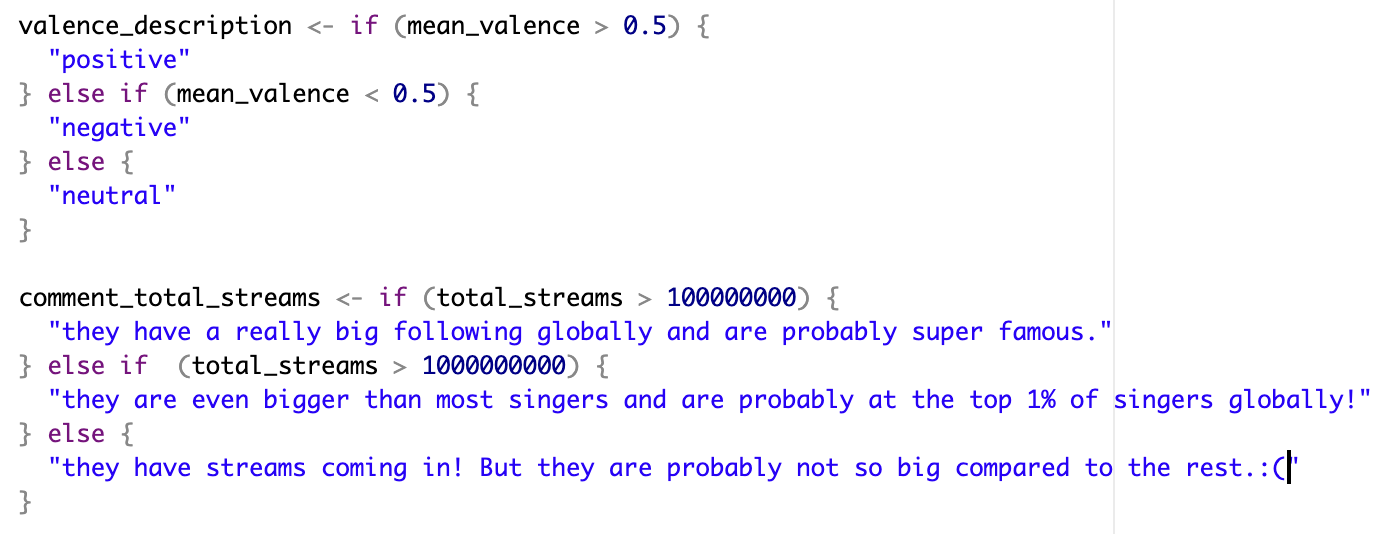 valence_description <- if (mean_valence > 0.5) {
  "positive"
} else if (mean_valence < 0.5) {
  "negative"
} else {
  "neutral"
}

comment_total_streams <- if (total_streams > 100000000) {
  "they have a really big following globally and are probably super famous."
} else if  (total_streams > 1000000000) {
  "they are even bigger than most singers and are probably at the top 1% of singers globally!"
} else {
  "they have streams coming in! But they are probably not so big compared to the rest.:("
}